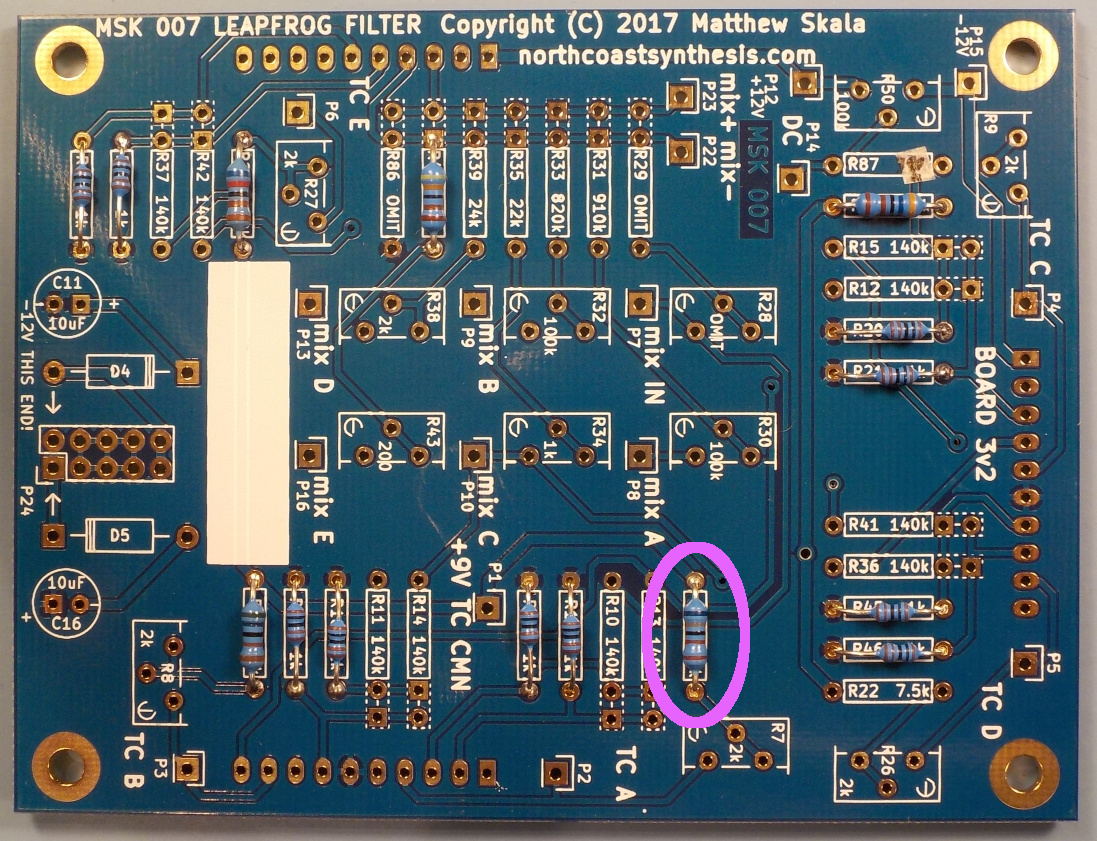 MSK 007 LEAPFROG FILTER Copyright (C) 2017 Matthew Skala
northcoastsynthesis.com
P15
-12V
TC E
P6
P23
mix+
P22
mix-
P12
+12V
MSK 007
DC
P14
R50
100k
R9
2k
TC C
P4
R37 140k
R42 140k
2k
R27
R86 OMIT
R39 24k
R35 22k
R33 820k
R31 910k
R29 OMIT
R87
R15 140k
R12 140k
R20
R21
C11
+
10uF
-12V THIS END!
D4
P24
D5
10uF
C16
+
P13
mix D
R38
2k
P9
mix B
R32
100k
P7
mix IN
R28
OMIT
P16
mix E
R43
200
P10
mix C
R34
1k
P8
mix A
R30
100k
BOARD 3v2
R41 140k
R36 140k
R46
R22 7.5k
P5
TC D
+9V
P1
TC CMN
R11 140k
R14 140k
R10 140k
2k
R8
TC B
P3
P2
TC A
R7
2k
R26
2k